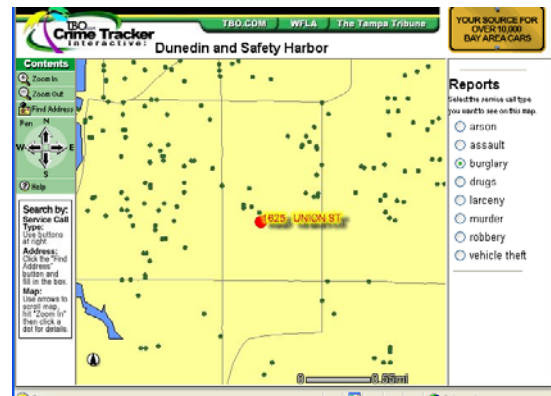 TBO.COM | WFLA | The Tampa Tribune
TBO.com
Crime Tracker
interactive:
Dunedin and Safety Harbor
YOUR SOURCE FOR
OVER 10,000
BAY AREA CARS
Contents
Zoom In
Zoom Out
Find Address
Pan
N
W
E
S
Help
Search by:
Service Call
Type:
Use buttons
at right
Address:
Click the "Find
Address"
button and
fill in the box.
Map:
Use arrows to
scroll map,
hit "Zoom In"
then click a
dot for details.
1625 UNION ST
0
0.55mi
Reports
Select the service call type
you want to see on this map.
arson
assault
burglary
drugs
larceny
murder
robbery
vehicle theft